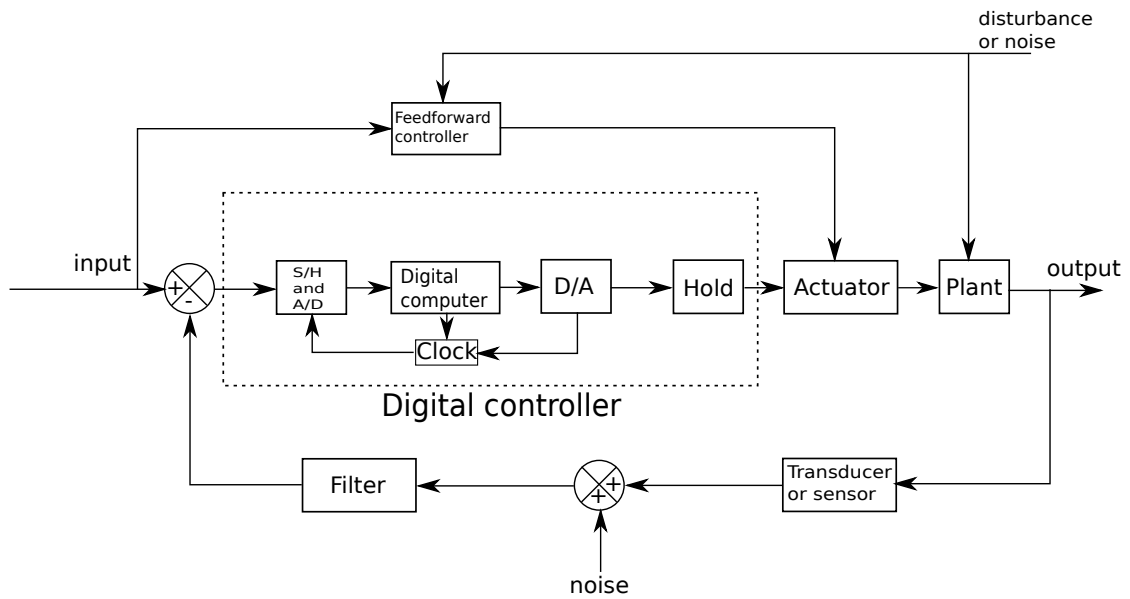 disturbance
or noise
Feedforward
controller
input
+
-
S/H
and
A/D
Digital
computer
D/A
Hold
Actuator
Plant
output
Clock
Digital controller
Filter
+
+
Transducer
or sensor
noise